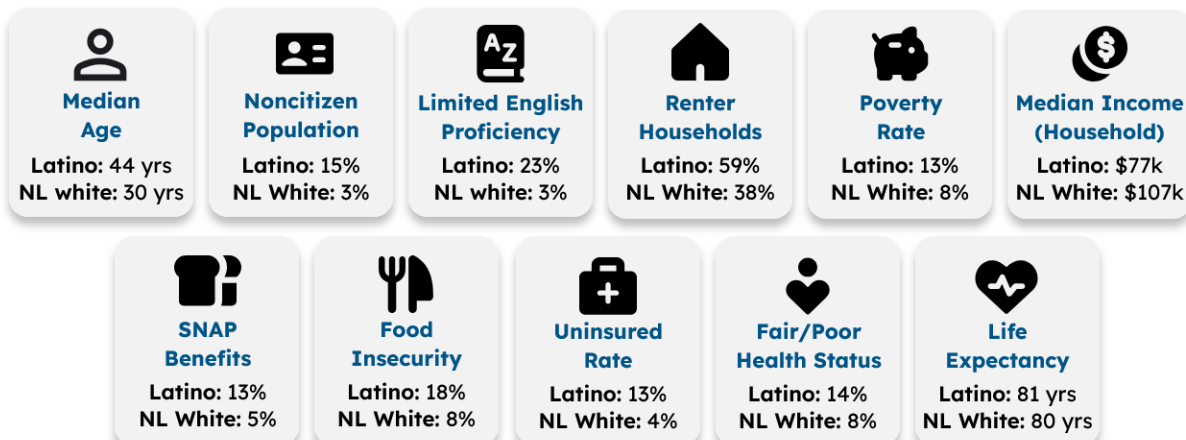 Median
Age
Latino: 44 yrs
NL white: 30 yrs
Noncitizen
Population
Latino: 15%
NL White: 3%
AZ
Limited English
Proficiency
Latino: 23%
NL white: 3%
Renter
Households
Latino: 59%
NL White: 38%
Poverty
Rate
Latino: 13%
NL White: 8%
$
Median Income
(Household)
Latino: $77k
NL White: $107k
SNAP
Benefits
Latino: 13%
NL White: 5%
Food
Insecurity
Latino: 18%
NL White: 8%
Uninsured
Rate
Latino: 13%
NL White: 4%
Fair/Poor
Health Status
Latino: 14%
NL White: 8%
Life
Expectancy
Latino: 81 yrs
NL White: 80 yrs